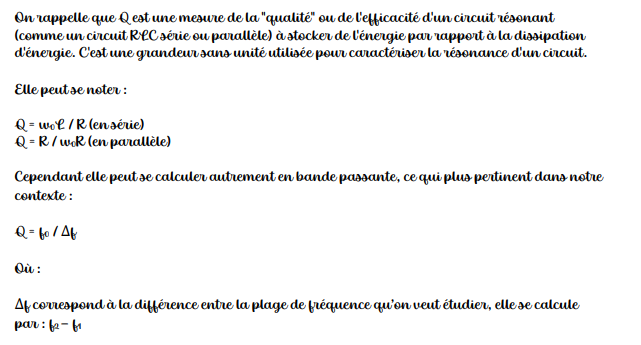 On rappelle que Q est une mesure de la "qualité" ou de l'efficacité d'un circuit résonant
(comme un circuit RLC série ou parallèle) à stocker de l'énergie par rapport à la dissipation
d'énergie. C'est une grandeur sans unité utilisée pour caractériser la résonance d'un circuit.
Elle peut se noter :
Q = w₀L / R (en série)
Q = R / w₀R (en parallèle)
Cependant elle peut se calculer autrement en bande passante, ce qui plus pertinent dans notre
contexte :
Q = f₀ / Δf
Où :
Δf correspond à la différence entre la plage de fréquence qu'on veut étudier, elle se calcule
par : f₂ – f₁